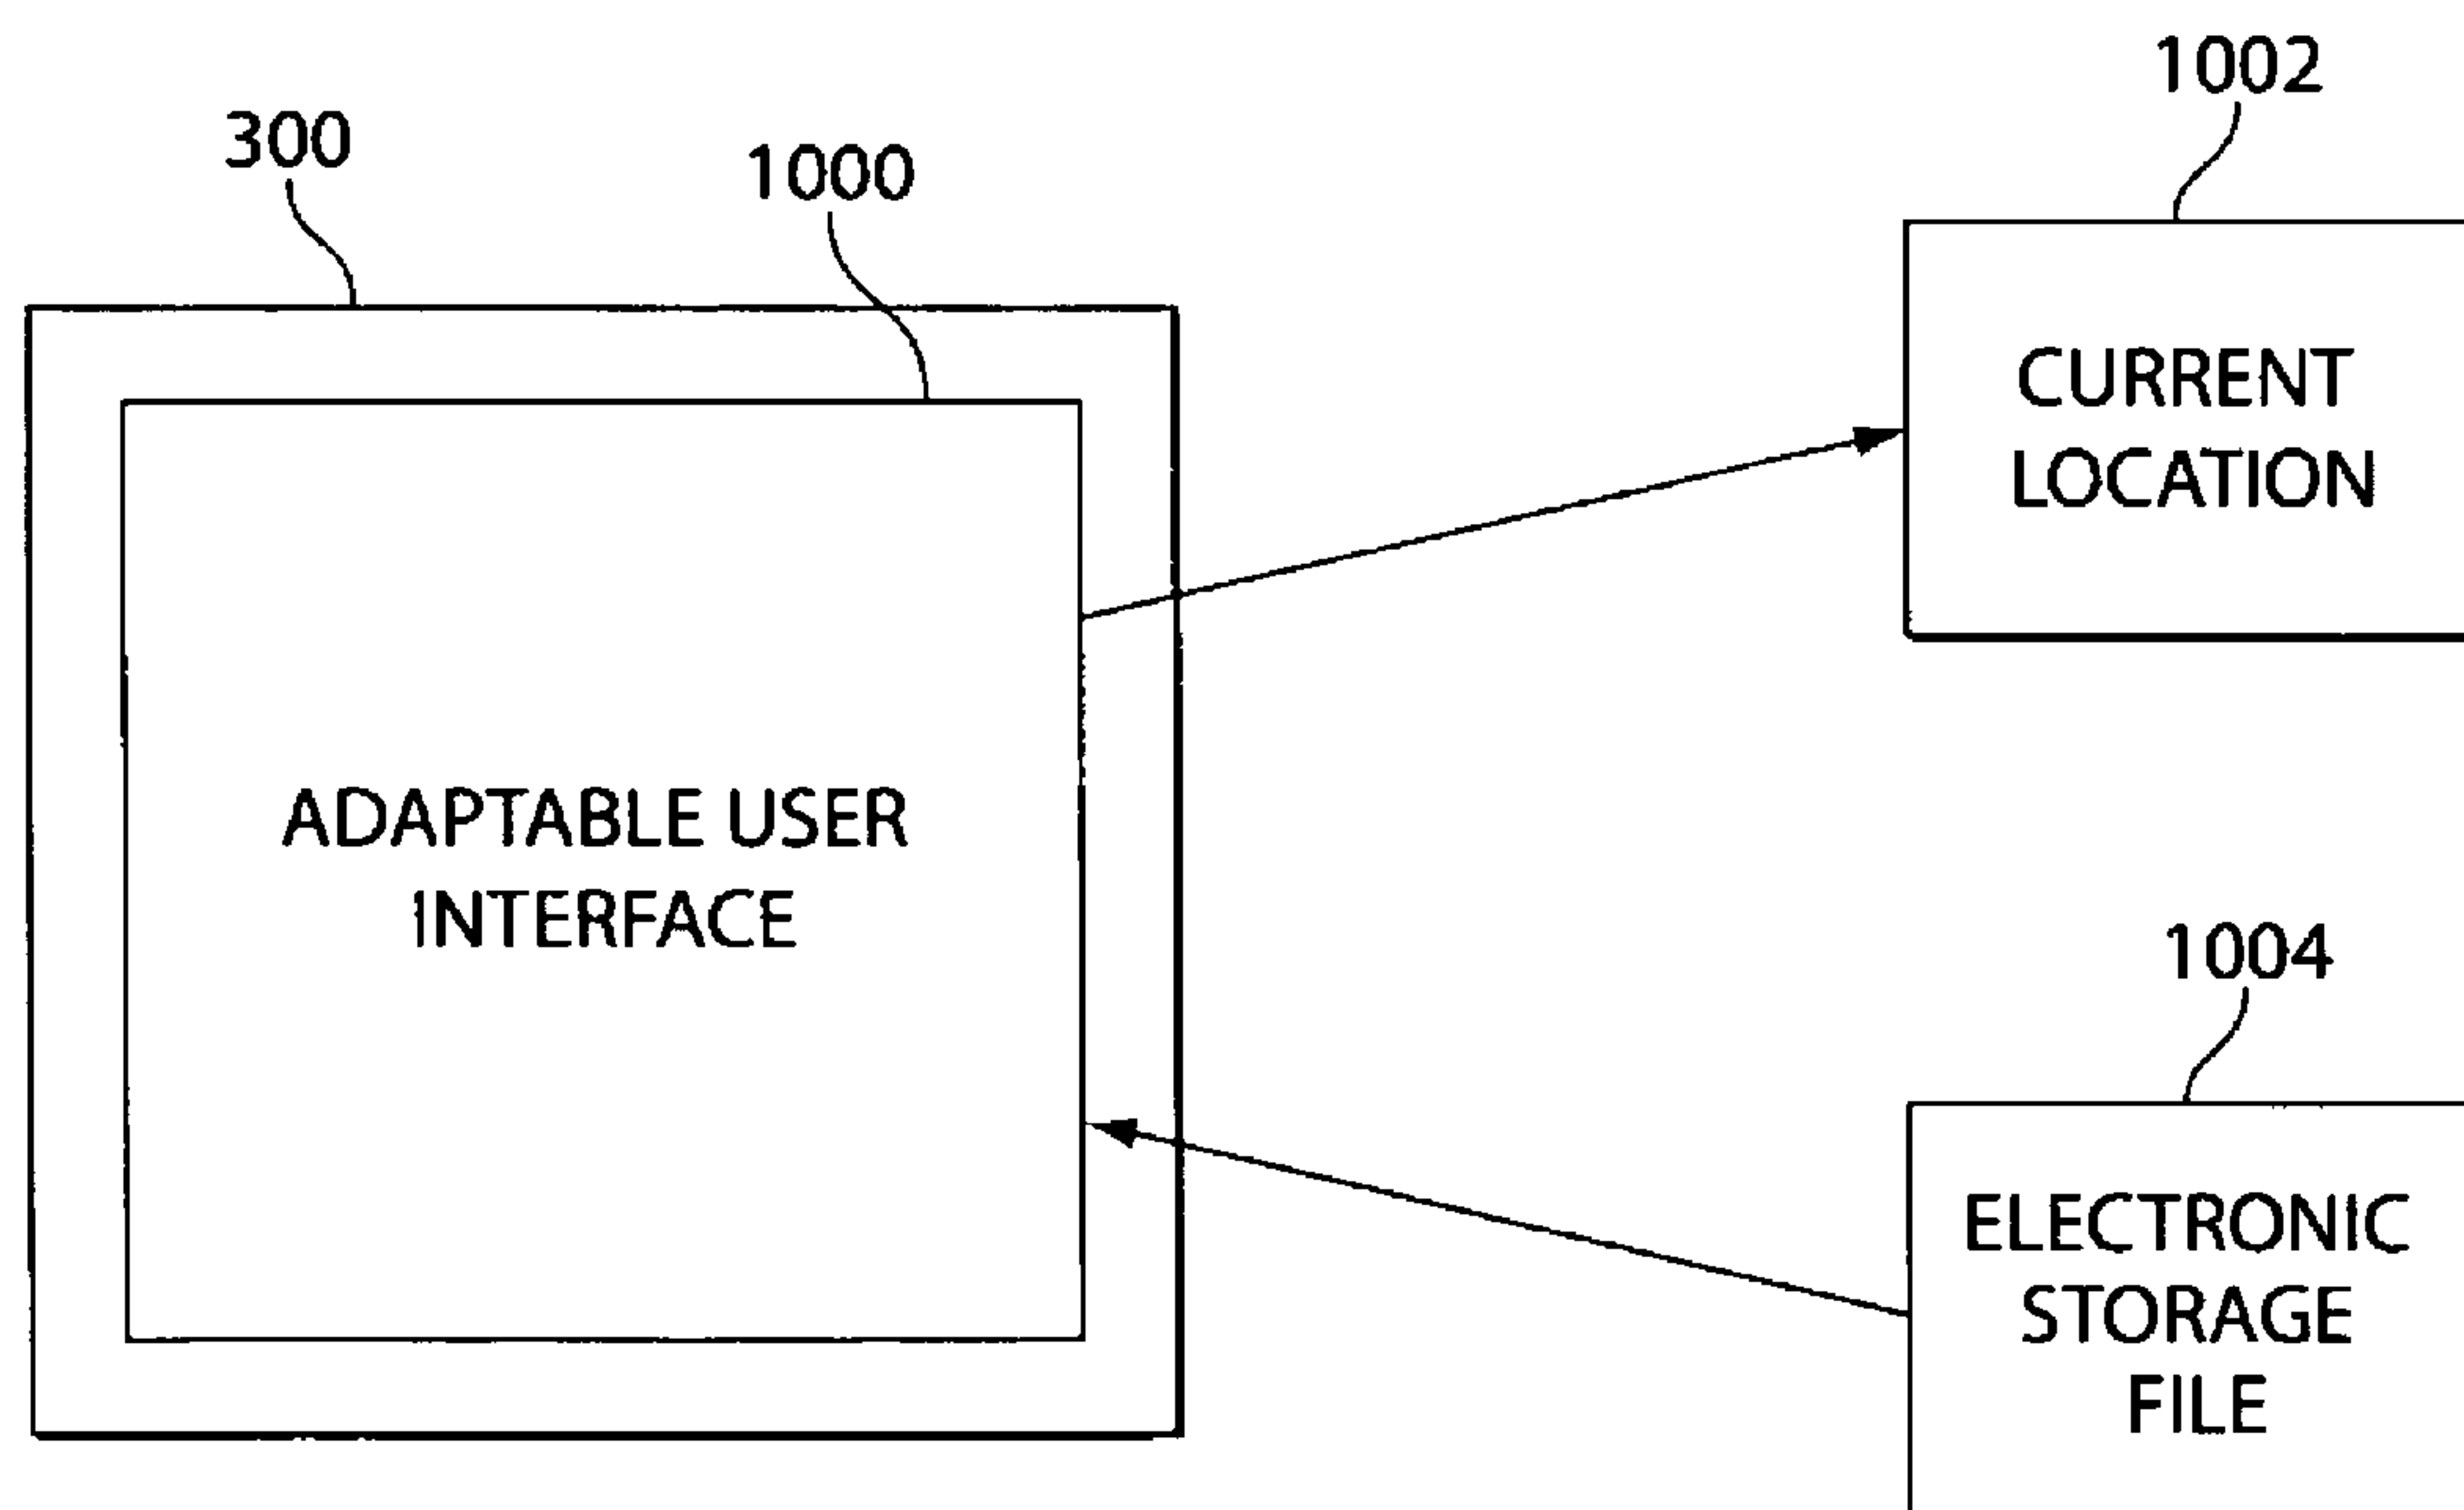 300
1000
1002
CURRENT
LOCATION
ADAPTABLE USER
INTERFACE
1004
ELECTRONIC
STORAGE
FILE